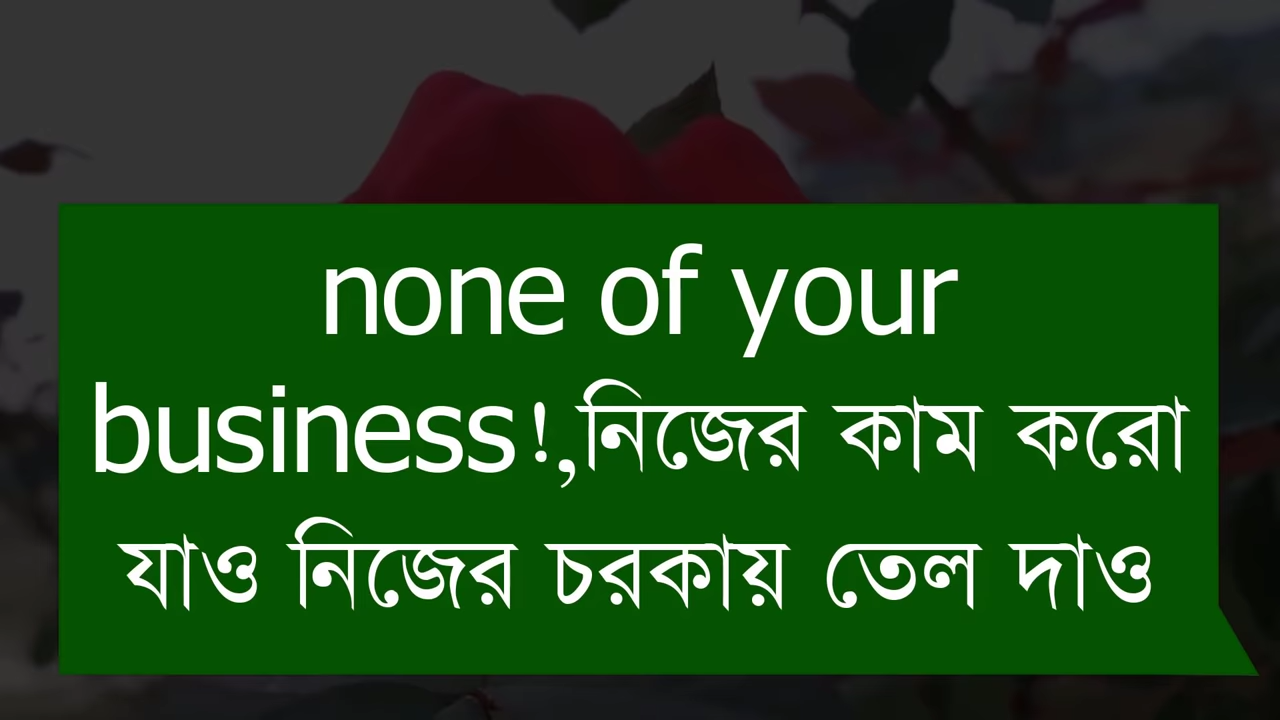 none of your
business!,নিজের কাম করো
যাও নিজের চরকায় তেল দাও